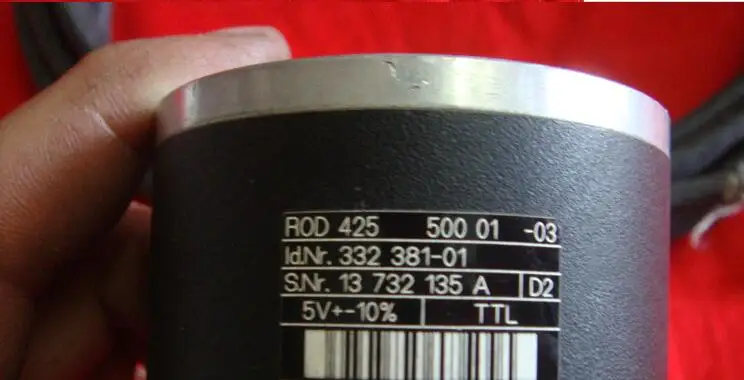 ROD 425 500 01 -03
Id.Nr. 332 381-01
S.Nr. 13 732 135 A D2
5V+-10% TTL